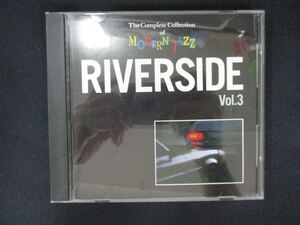 The Complete Collection
of
MODERN JAZZ
RIVERSIDE
Vol.3